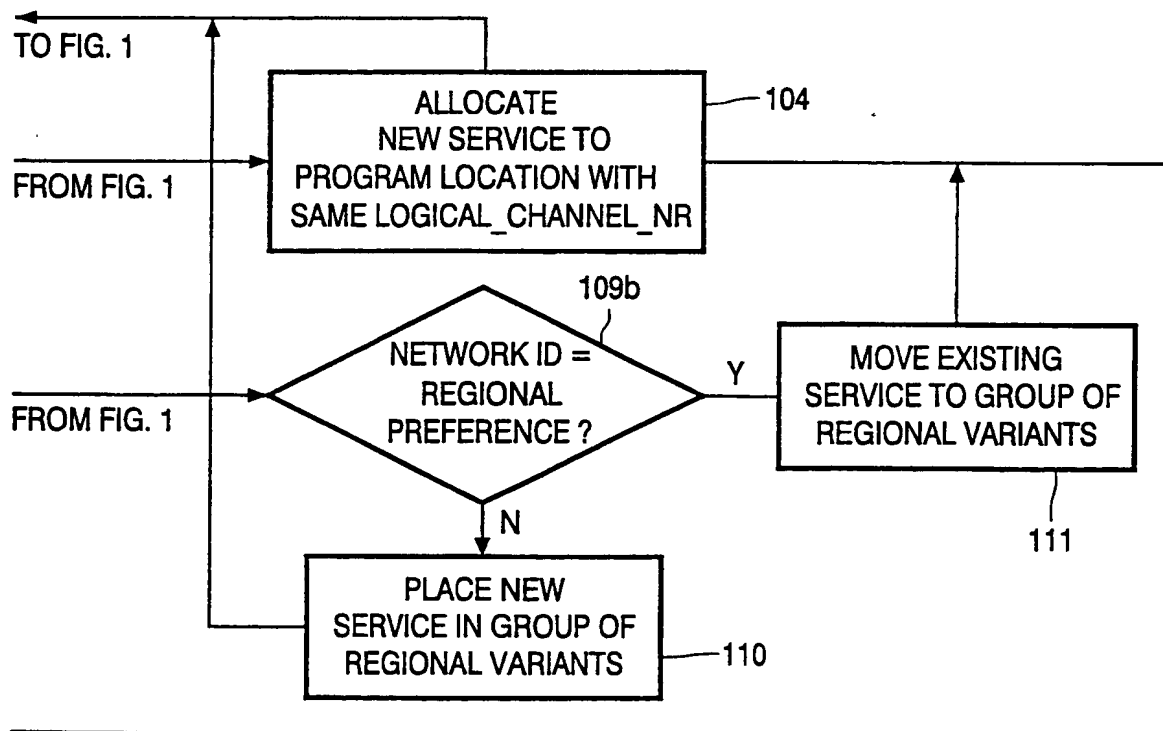 TO FIG. 1
ALLOCATE
NEW SERVICE TO
PROGRAM LOCATION WITH
SAME LOGICAL_CHANNEL_NR
104
FROM FIG. 1
109b
NETWORK ID =
REGIONAL
PREFERENCE ?
Y
MOVE EXISTING
SERVICE TO GROUP OF
REGIONAL VARIANTS
FROM FIG. 1
N
111
PLACE NEW
SERVICE IN GROUP OF
REGIONAL VARIANTS
110